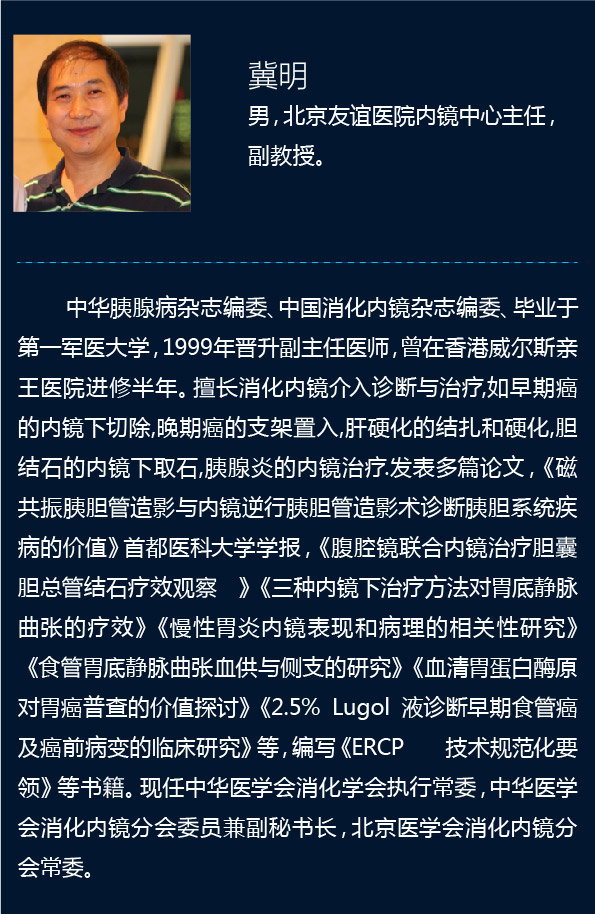 冀明
男，北京友谊医院内镜中心主任，
副教授。
中华胰腺病杂志编委、中国消化内镜杂志编委、毕业于
第一军医大学，1999年晋升副主任医师，曾在香港威尔斯亲
王医院进修半年。擅长消化内镜介入诊断与治疗,如早期癌
的内镜下切除,晚期癌的支架置入,肝硬化的结扎和硬化,胆
结石的内镜下取石,胰腺炎的内镜治疗.发表多篇论文，《磁
共振胰胆管造影与内镜逆行胰胆管造影术诊断胰胆系统疾
病的价值》首都医科大学学报，《腹腔镜联合内镜治疗胆囊
胆总管结石疗效观察 》《三种内镜下治疗方法对胃底静脉
曲张的疗效》《慢性胃炎内镜表现和病理的相关性研究》
《食管胃底静脉曲张血供与侧支的研究》《血清胃蛋白酶原
对胃癌普查的价值探讨》《2.5% Lugol 液诊断早期食管癌
及癌前病变的临床研究》等，编写《ERCP 技术规范化要
领》等书籍。现任中华医学会消化学会执行常委，中华医学
会消化内镜分会委员兼副秘书长，北京医学会消化内镜分
会常委。